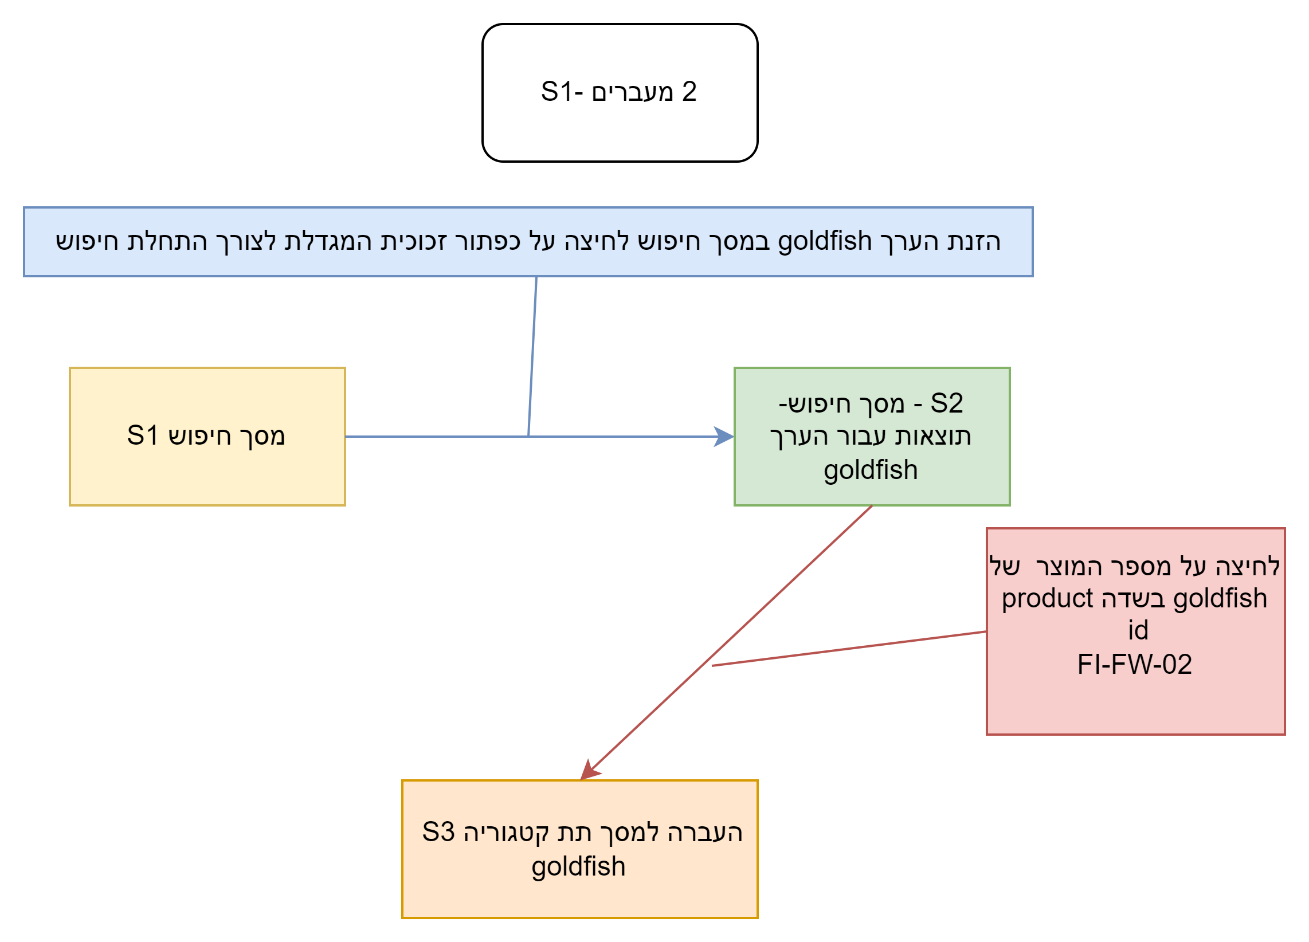 2 מעברים -S1
הזנת הערך goldfish במסך חיפוש לחיצה על כפתור זכוכית המגדלת לצורך התחלת חיפוש
מסך חיפוש S1
S2 - מסך חיפוש-
תוצאות עבור הערך
goldfish
לחיצה על מספר המוצר של
goldfish בשדה product
id
FI-FW-02
העברה למסך תת קטגוריה S3
goldfish